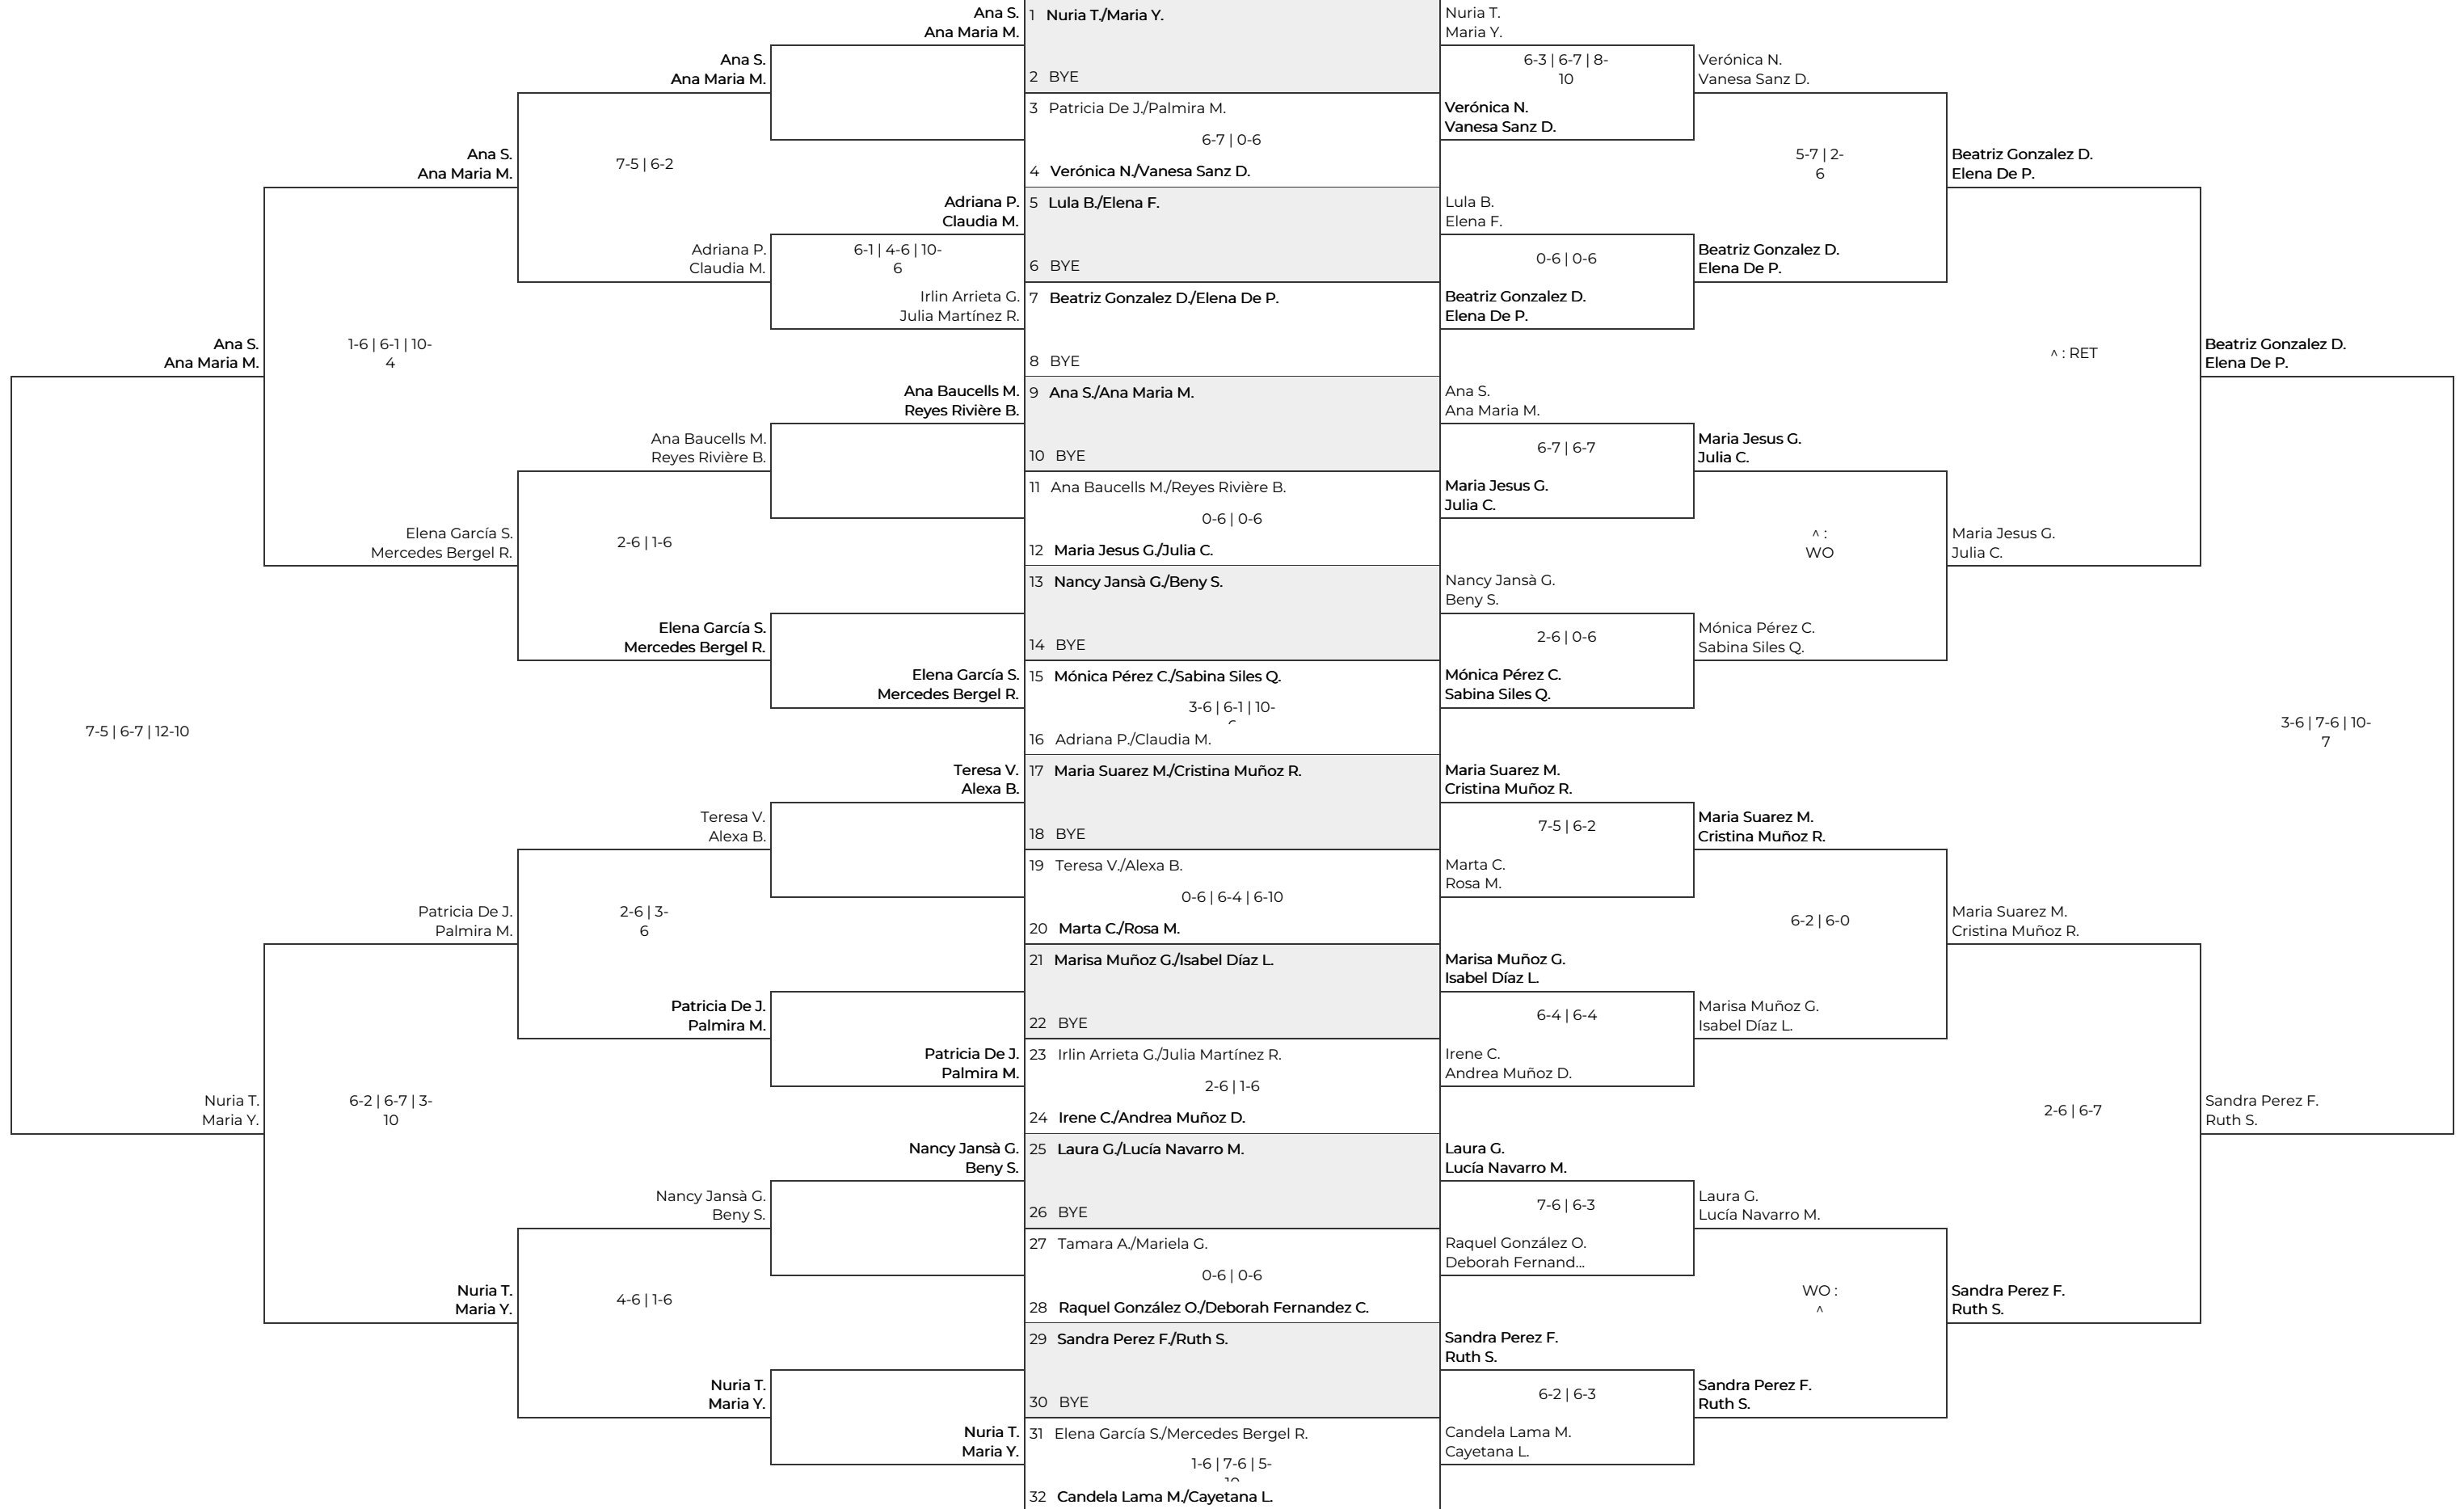 Ana S.
Ana Maria M.
Ana S.
Ana Maria M.
Ana S.
Ana Maria M.
7-5 | 6-2
Adriana P.
Claudia M.
Adriana P.
Claudia M.
6-1 | 4-6 | 10-
6
Irlin Arrieta G.
Julia Martínez R.
Ana S.
Ana Maria M.
1-6 | 6-1 | 10-
4
Ana Baucells M.
Reyes Rivière B.
Ana Baucells M.
Reyes Rivière B.
Elena García S.
Mercedes Bergel R.
2-6 | 1-6
Elena García S.
Mercedes Bergel R.
Elena García S.
Mercedes Bergel R.
7-5 | 6-7 | 12-10
Teresa V.
Alexa B.
Teresa V.
Alexa B.
Patricia De J.
Palmira M.
2-6 | 3-
6
Patricia De J.
Palmira M.
Patricia De J.
Palmira M.
Nuria T.
Maria Y.
6-2 | 6-7 | 3-
10
Nancy Jansà G.
Beny S.
Nancy Jansà G.
Beny S.
Nuria T.
Maria Y.
4-6 | 1-6
Nuria T.
Maria Y.
Nuria T.
Maria Y.
1 Nuria T./Maria Y.
2 BYE
3 Patricia De J./Palmira M.
6-7 | 0-6
4 Verónica N./Vanesa Sanz D.
5 Lula B./Elena F.
6 BYE
7 Beatriz Gonzalez D./Elena De P.
8 BYE
9 Ana S./Ana Maria M.
10 BYE
11 Ana Baucells M./Reyes Rivière B.
0-6 | 0-6
12 Maria Jesus G./Julia C.
13 Nancy Jansà G./Beny S.
14 BYE
15 Mónica Pérez C./Sabina Siles Q.
3-6 | 6-1 | 10-
16 Adriana P./Claudia M.
17 Maria Suarez M./Cristina Muñoz R.
18 BYE
19 Teresa V./Alexa B.
0-6 | 6-4 | 6-10
20 Marta C./Rosa M.
21 Marisa Muñoz G./Isabel Díaz L.
22 BYE
23 Irlin Arrieta G./Julia Martínez R.
2-6 | 1-6
24 Irene C./Andrea Muñoz D.
25 Laura G./Lucía Navarro M.
26 BYE
27 Tamara A./Mariela G.
0-6 | 0-6
28 Raquel González O./Deborah Fernandez C.
29 Sandra Perez F./Ruth S.
30 BYE
31 Elena García S./Mercedes Bergel R.
1-6 | 7-6 | 5-
10
32 Candela Lama M./Cayetana L.
Nuria T.
Maria Y.
6-3 | 6-7 | 8-
10
Verónica N.
Vanesa Sanz D.
Verónica N.
Vanesa Sanz D.
5-7 | 2-
6
Lula B.
Elena F.
0-6 | 0-6
Beatriz Gonzalez D.
Elena De P.
Beatriz Gonzalez D.
Elena De P.
Beatriz Gonzalez D.
Elena De P.
^ : RET
Beatriz Gonzalez D.
Elena De P.
Ana S.
Ana Maria M.
6-7 | 6-7
Maria Jesus G.
Julia C.
Maria Jesus G.
Julia C.
^ :
WO
Maria Jesus G.
Julia C.
Nancy Jansà G.
Beny S.
2-6 | 0-6
Mónica Pérez C.
Sabina Siles Q.
Mónica Pérez C.
Sabina Siles Q.
3-6 | 7-6 | 10-
7
Maria Suarez M.
Cristina Muñoz R.
7-5 | 6-2
Marta C.
Rosa M.
Maria Suarez M.
Cristina Muñoz R.
6-2 | 6-0
Maria Suarez M.
Cristina Muñoz R.
Marisa Muñoz G.
Isabel Díaz L.
6-4 | 6-4
Irene C.
Andrea Muñoz D.
Marisa Muñoz G.
Isabel Díaz L.
2-6 | 6-7
Sandra Perez F.
Ruth S.
Laura G.
Lucía Navarro M.
7-6 | 6-3
Raquel González O.
Deborah Fernand...
Laura G.
Lucía Navarro M.
WO :
^
Sandra Perez F.
Ruth S.
Sandra Perez F.
Ruth S.
6-2 | 6-3
Candela Lama M.
Cayetana L.
Sandra Perez F.
Ruth S.